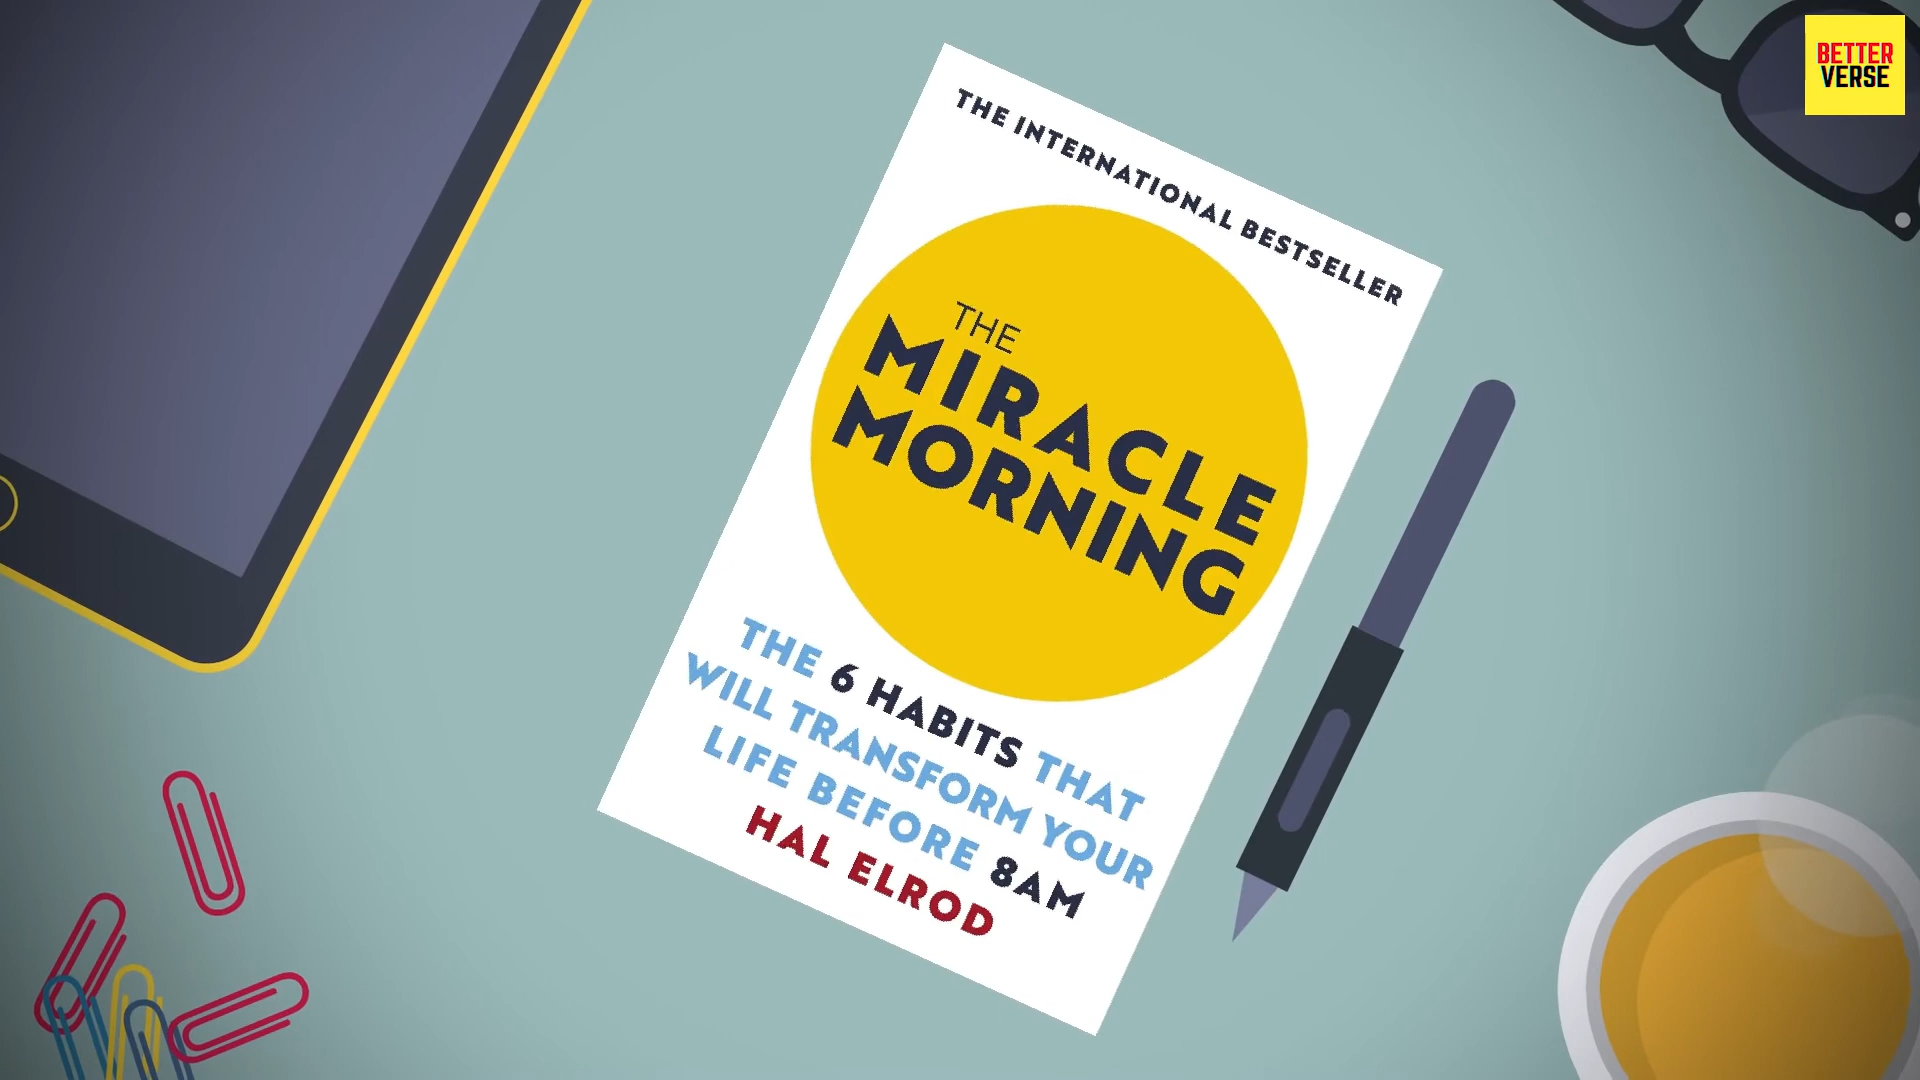 THE INTERNATIONAL BESTSELLER
THE
MIRACLE
MORNING
THE 6 HABITS THAT
WILL TRANSFORM YOUR
LIFE BEFORE 8AM
HAL ELROD
BETTER
VERSE